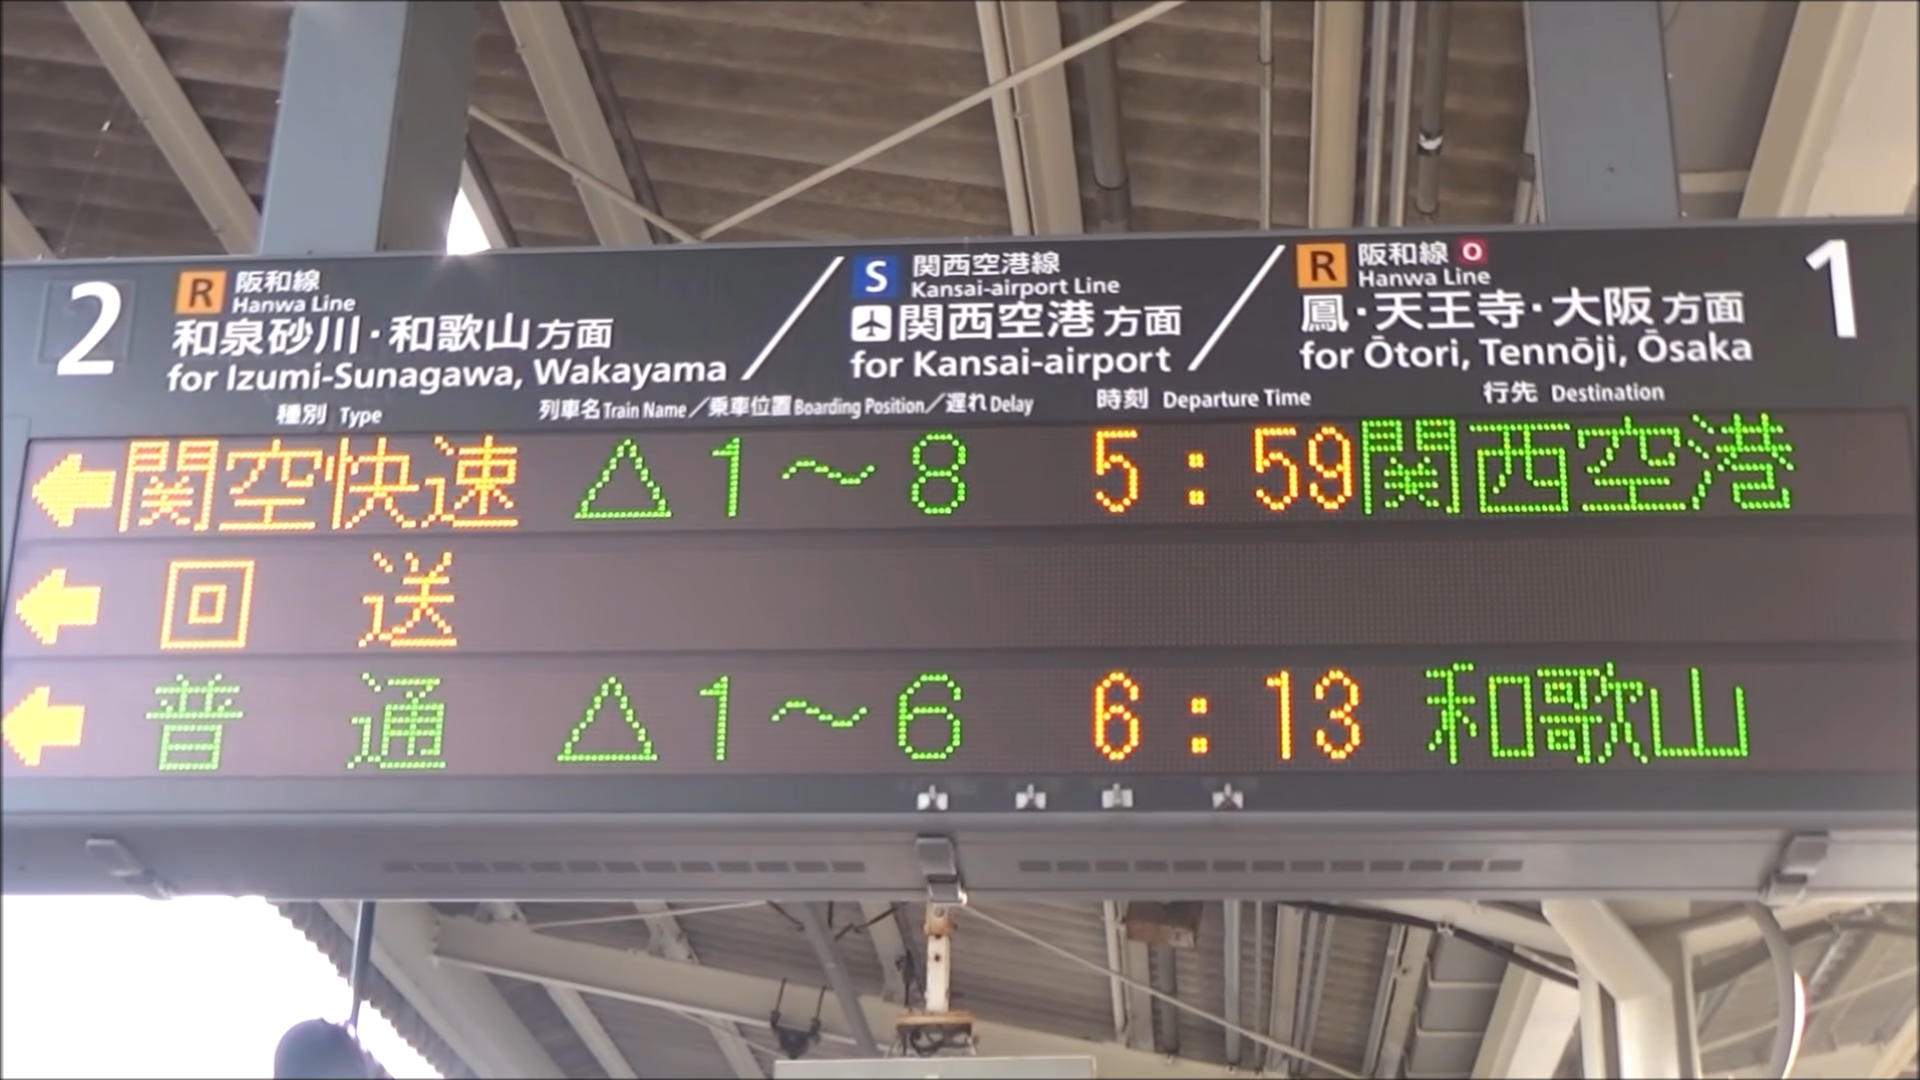 2
R 阪和線
Hanwa Line
和泉砂川・和歌山方面
for Izumi-Sunagawa, Wakayama
S 関西空港線
Kansai-airport Line
関西空港方面
for Kansai-airport
R 阪和線 O
Hanwa Line
鳳・天王寺・大阪方面
for Ōtori, Tennōji, Ōsaka
1
種別 Type 列車名 Train Name／乗車位置 Boarding Position／遅れ Delay 時刻 Departure Time 行先 Destination
←関空快速 △1～8 5:59 関西空港
←回送
←普通 △1～6 6:13 和歌山